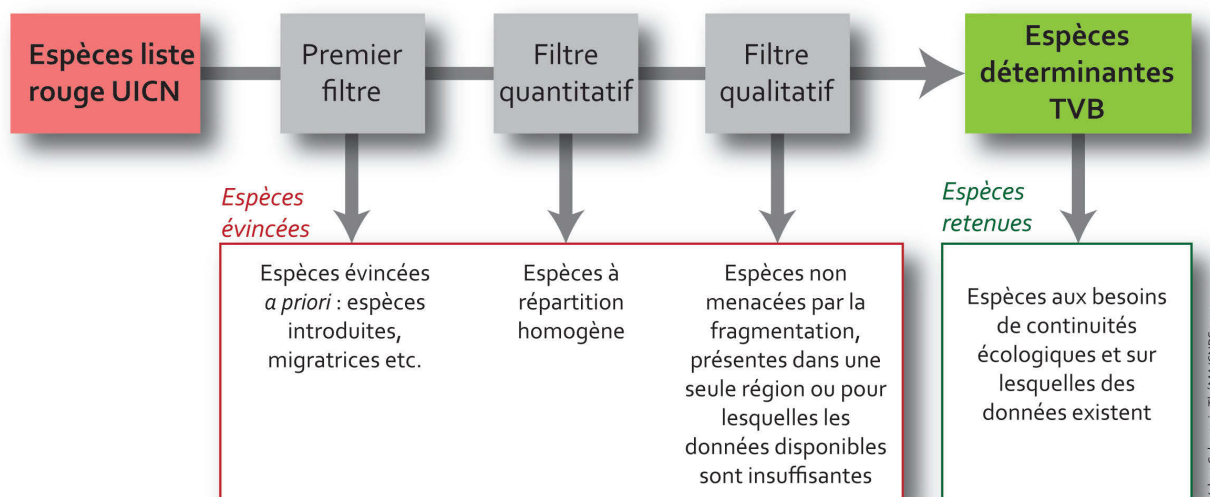 Espèces liste
rouge UICN
Premier
filtre
Filtre
quantitatif
Filtre
qualitatif
Espèces
déterminantes
TVB
Espèces
évincées
Espèces
retenues
Espèces évincées
a priori : espèces
introduites,
migratrices etc.
Espèces à
répartition
homogène
Espèces non
menacées par la
fragmentation,
présentes dans une
seule région ou pour
lesquelles les
données disponibles
sont insuffisantes
Espèces aux besoins
de continuités
écologiques et sur
lesquelles des
données existent